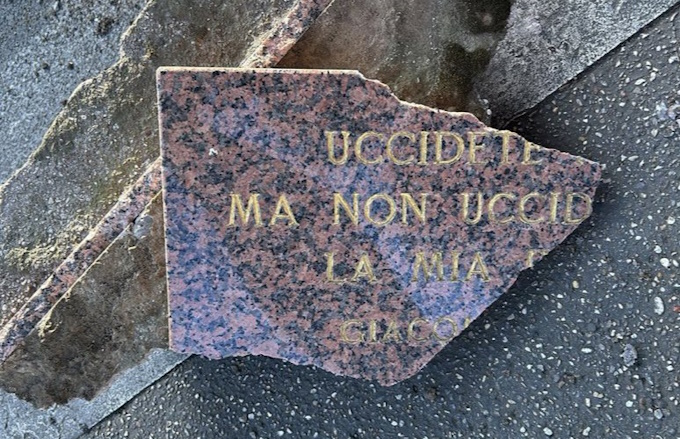 UCCIDETE
MA NON UCCID
LA MIA
GIACO